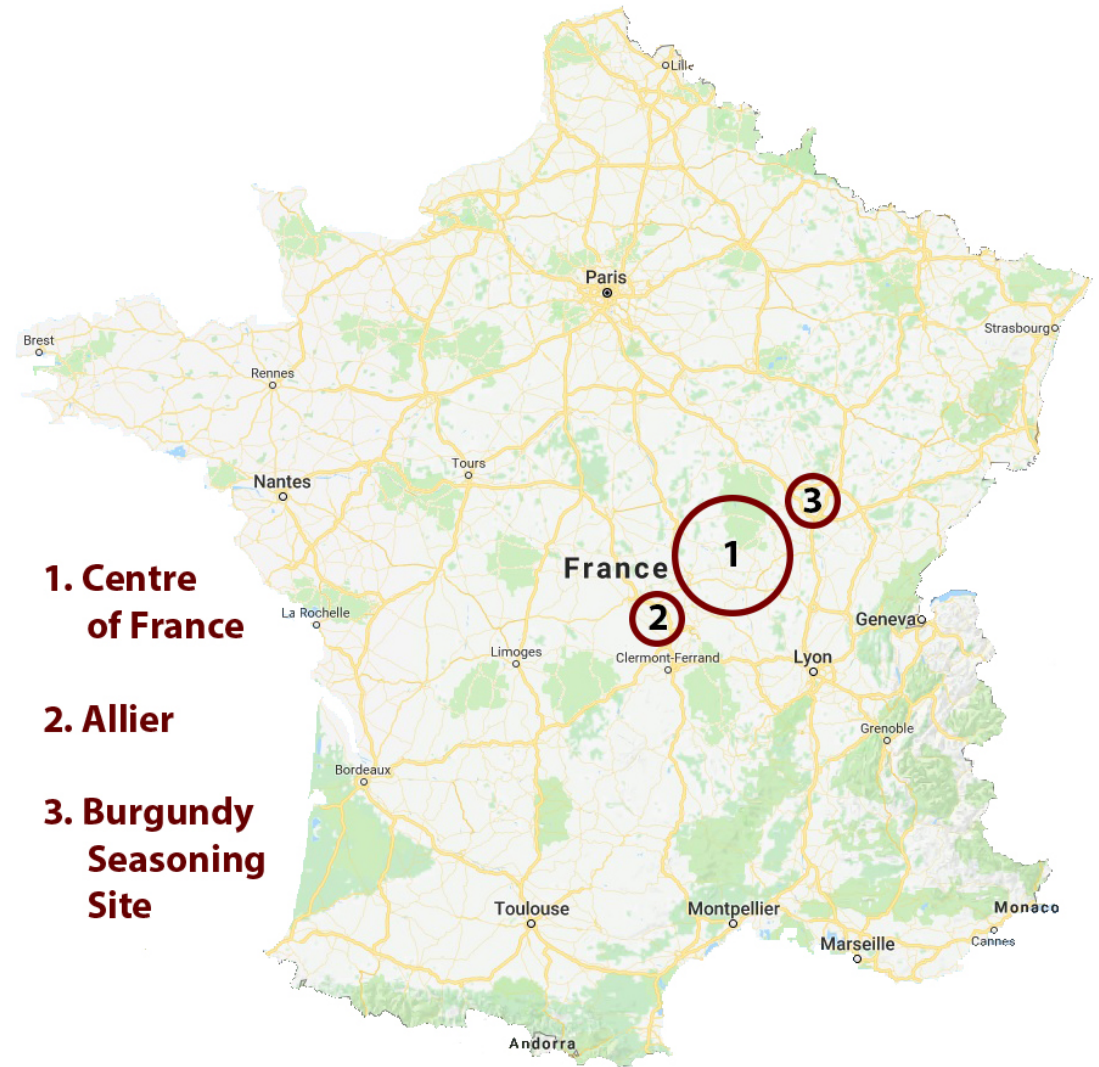 Lille
Paris
Strasbourg
Brest
Rennes
Tours
Nantes
3
1
France
1. Centre
of France
2
La Rochelle
Geneva
Limoges
Clermont-Ferrand
Lyon
2. Allier
Grenoble
Bordeaux
3. Burgundy
Seasoning
Site
Toulouse
Montpellier
Monaco
Marseille
Cannes
Andorra